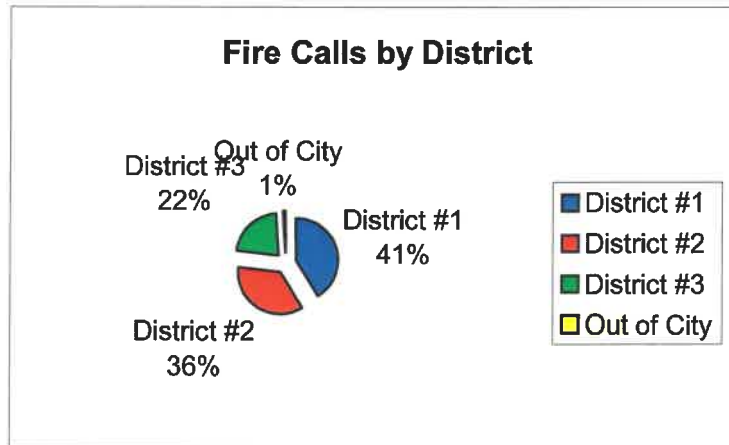 Fire Calls by District
Out of City
1%
District #3
22%
District #1
41%
District #2
36%
District #1
District #2
District #3
Out of City